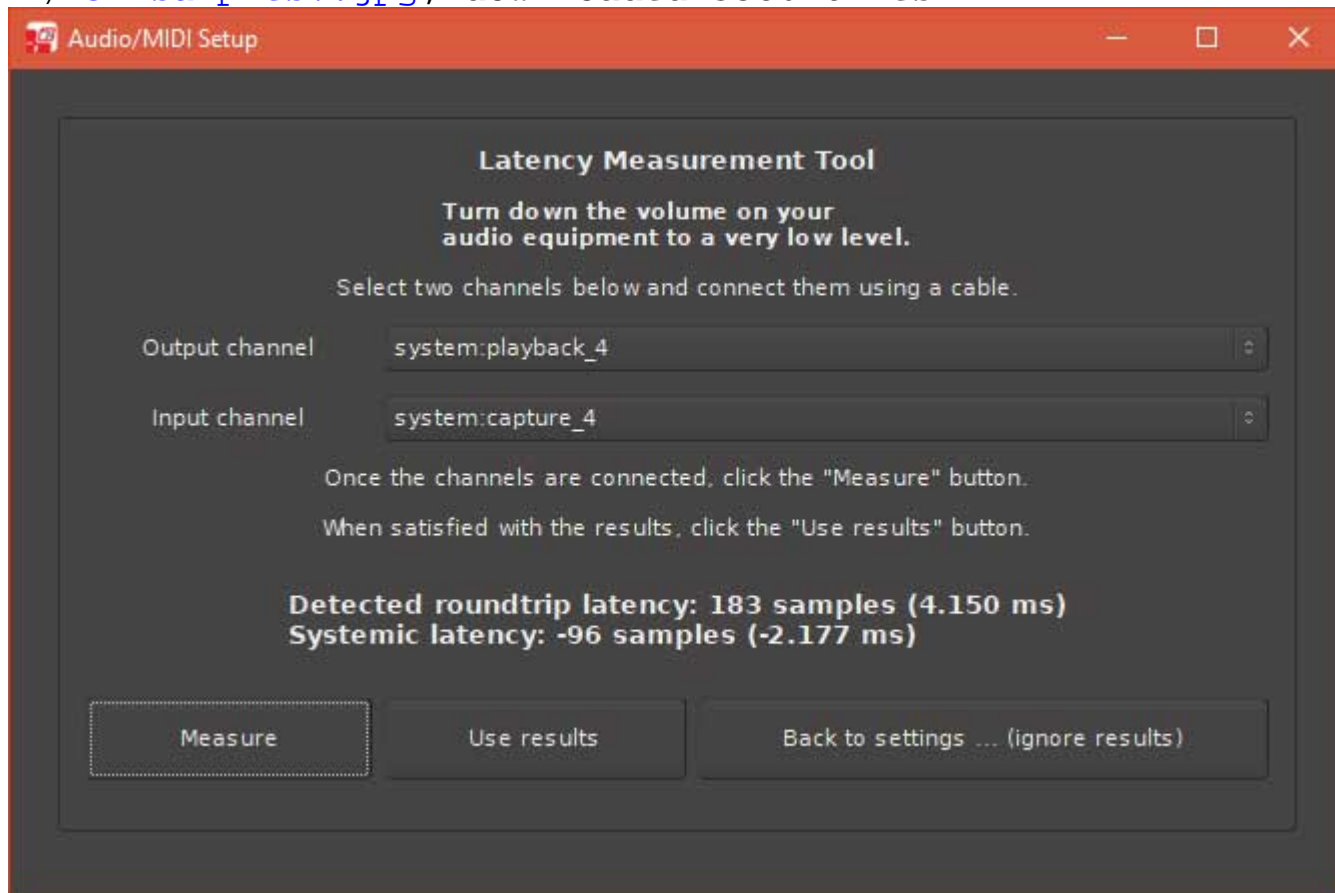 Audio/MIDI Setup
Latency Measurement Tool
Turn down the volume on your
audio equipment to a very low level.
Select two channels below and connect them using a cable.
Output channel system:playback_4
Input channel system:capture_4
Once the channels are connected, click the "Measure" button.
When satisfied with the results, click the "Use results" button.
Detected roundtrip latency: 183 samples (4.150 ms)
Systemic latency: -96 samples (-2.177 ms)
Measure Use results Back to settings ... (ignore results)